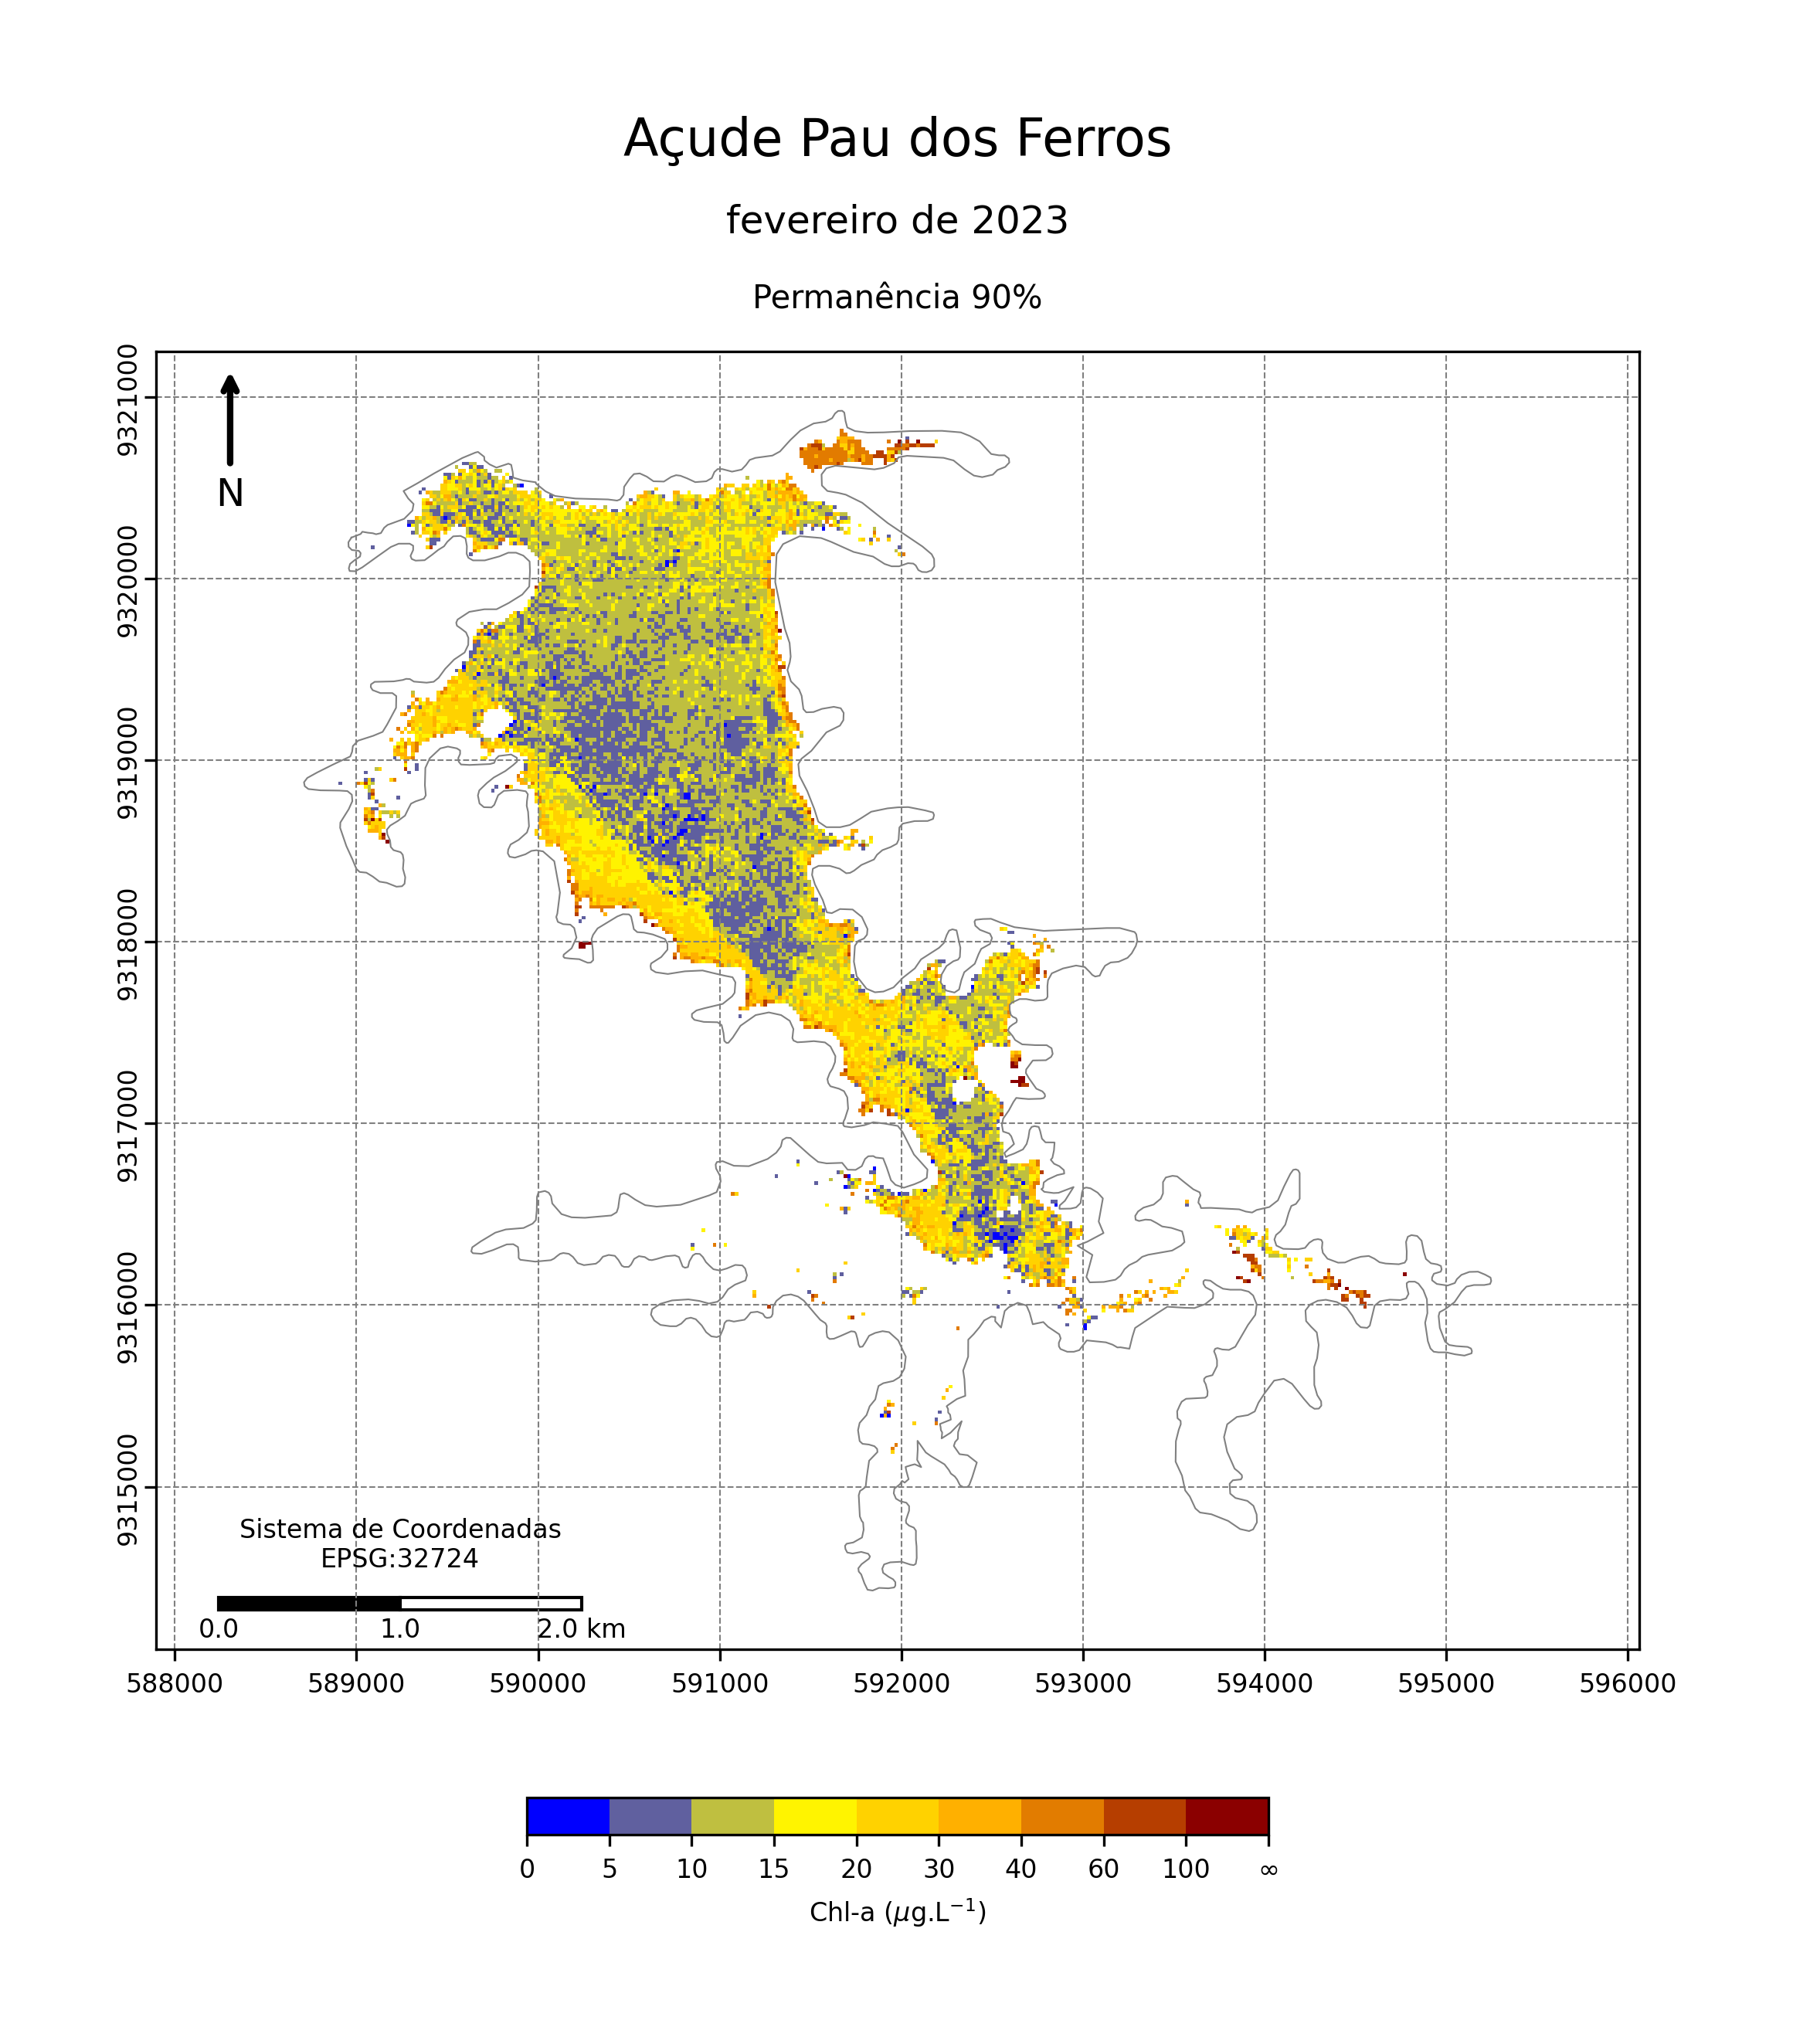 Açude Pau dos Ferros
fevereiro de 2023
Permanência 90%
9321000
9320000
9319000
9318000
9317000
9316000
9315000
N
Sistema de Coordenadas
EPSG:32724
0.0 1.0 2.0 km
588000 589000 590000 591000 592000 593000 594000 595000 596000
0 5 10 15 20 30 40 60 100 ∞
Chl-a (μg.L⁻¹)